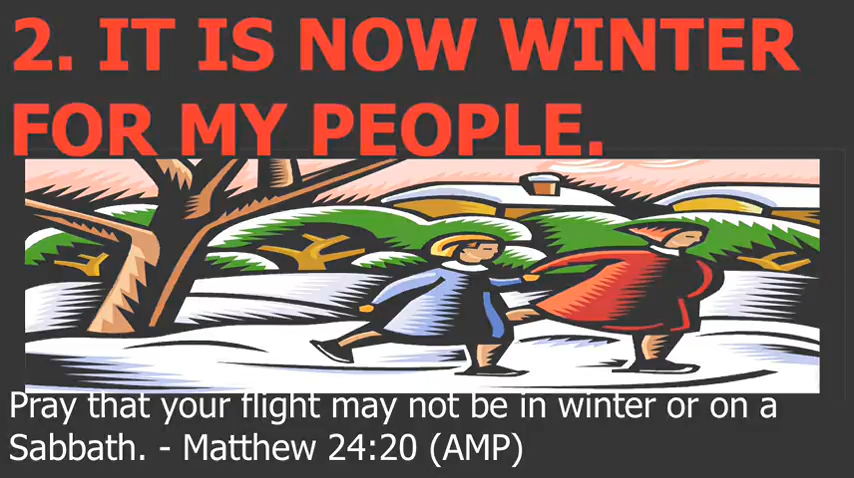 2. IT IS NOW WINTER
FOR MY PEOPLE.
Pray that your flight may not be in winter or on a
Sabbath. - Matthew 24:20 (AMP)